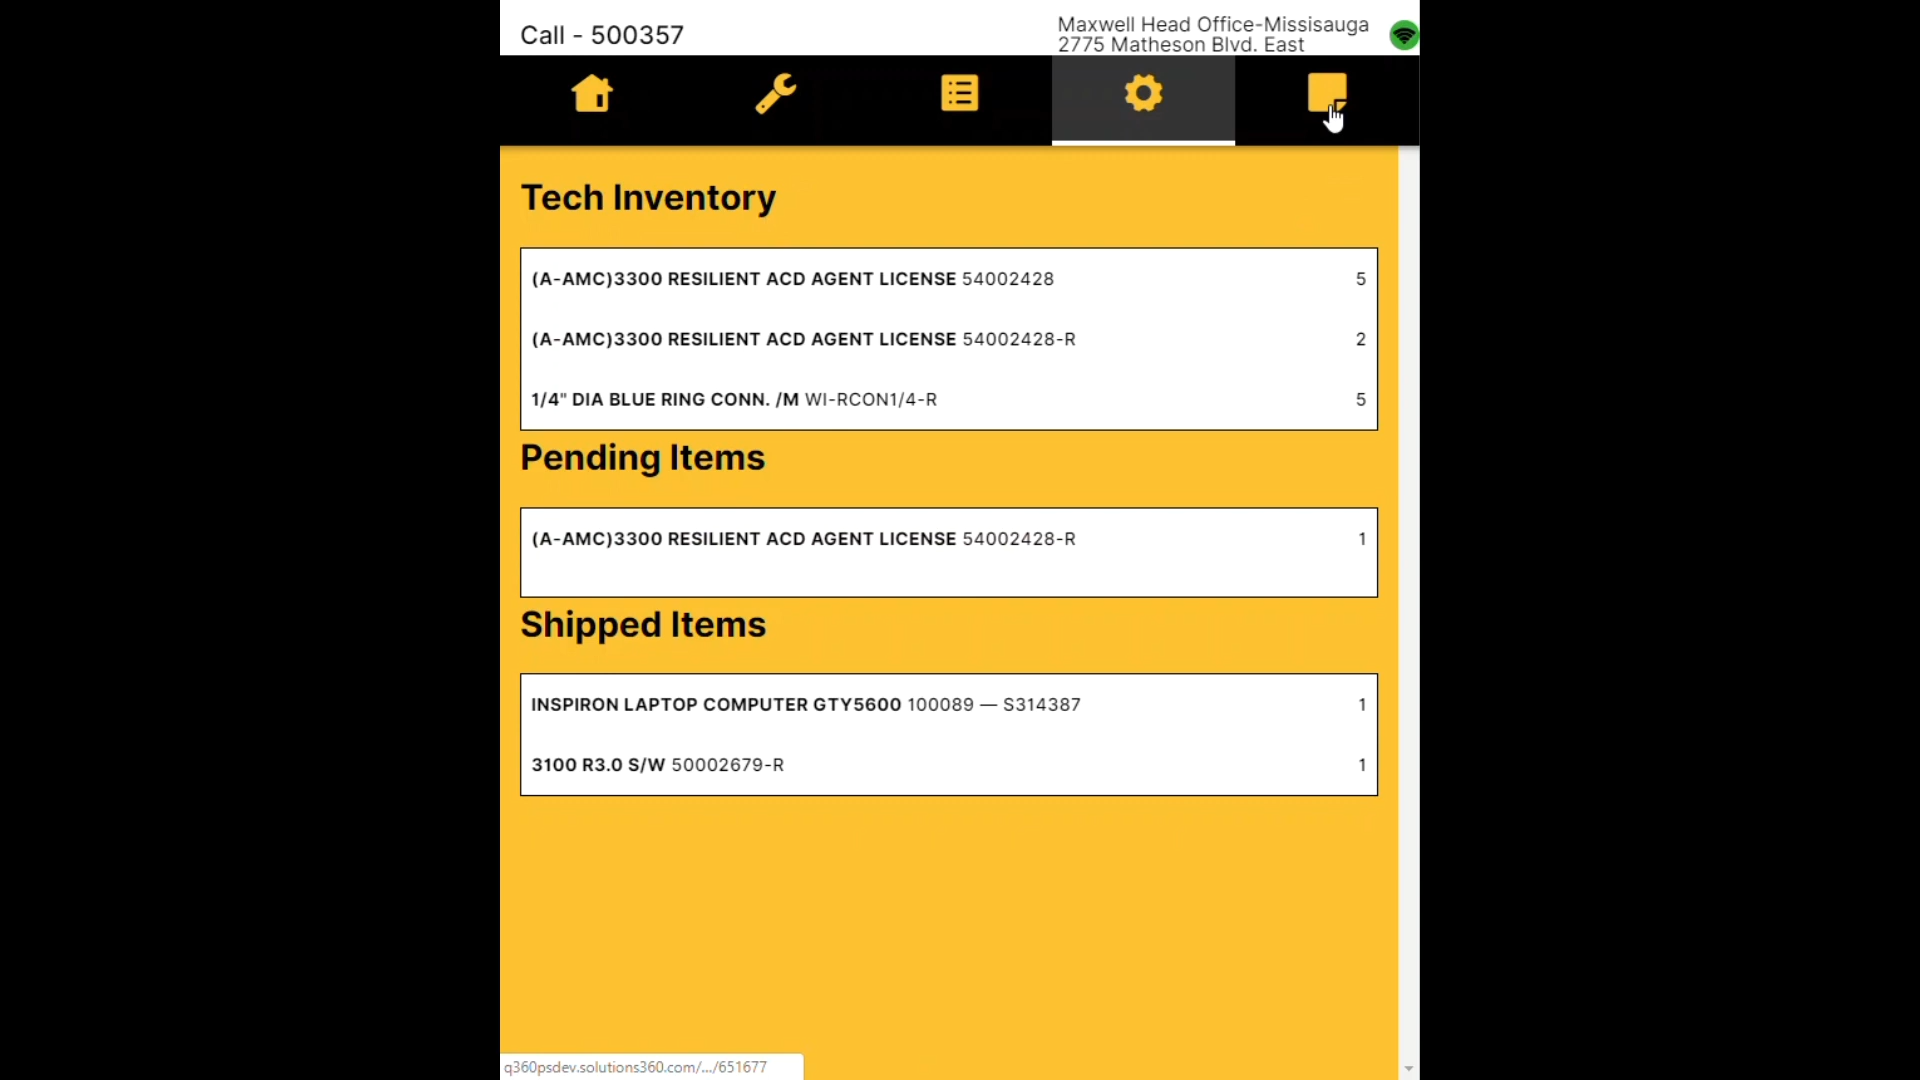 Call - 500357
Maxwell Head Office-Missisauga
2775 Matheson Blvd. East
Tech Inventory
(A-AMC)3300 RESILIENT ACD AGENT LICENSE 54002428 5
(A-AMC)3300 RESILIENT ACD AGENT LICENSE 54002428-R 2
1/4" DIA BLUE RING CONN. /M WI-RCON1/4-R 5
Pending Items
(A-AMC)3300 RESILIENT ACD AGENT LICENSE 54002428-R 1
Shipped Items
INSPIRON LAPTOP COMPUTER GTY5600 100089 — S314387 1
3100 R3.0 S/W 50002679-R 1
q360psdev.solutions360.com/.../651677